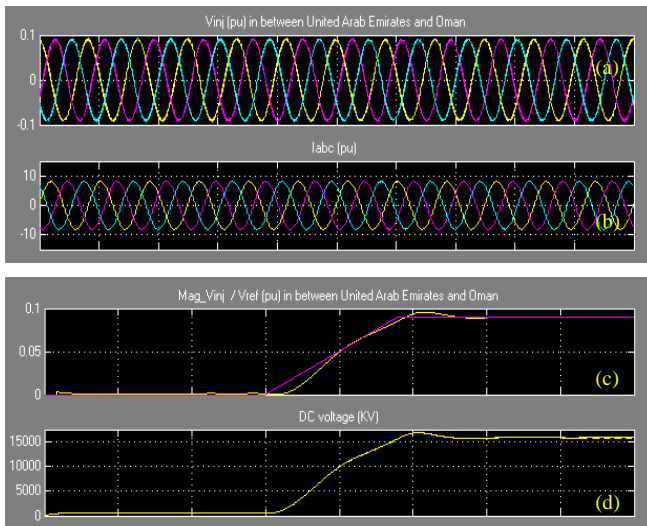 Vinj (pu) in between United Arab Emirates and Oman
0.1
(a)
0
-0.1
Iabc (pu)
10
0
(b)
-10
Mag_Vinj / Vref (pu) in between United Arab Emirates and Oman
0.1
0.05
(c)
0
DC voltage (KV)
15000
10000
5000
(d)
0